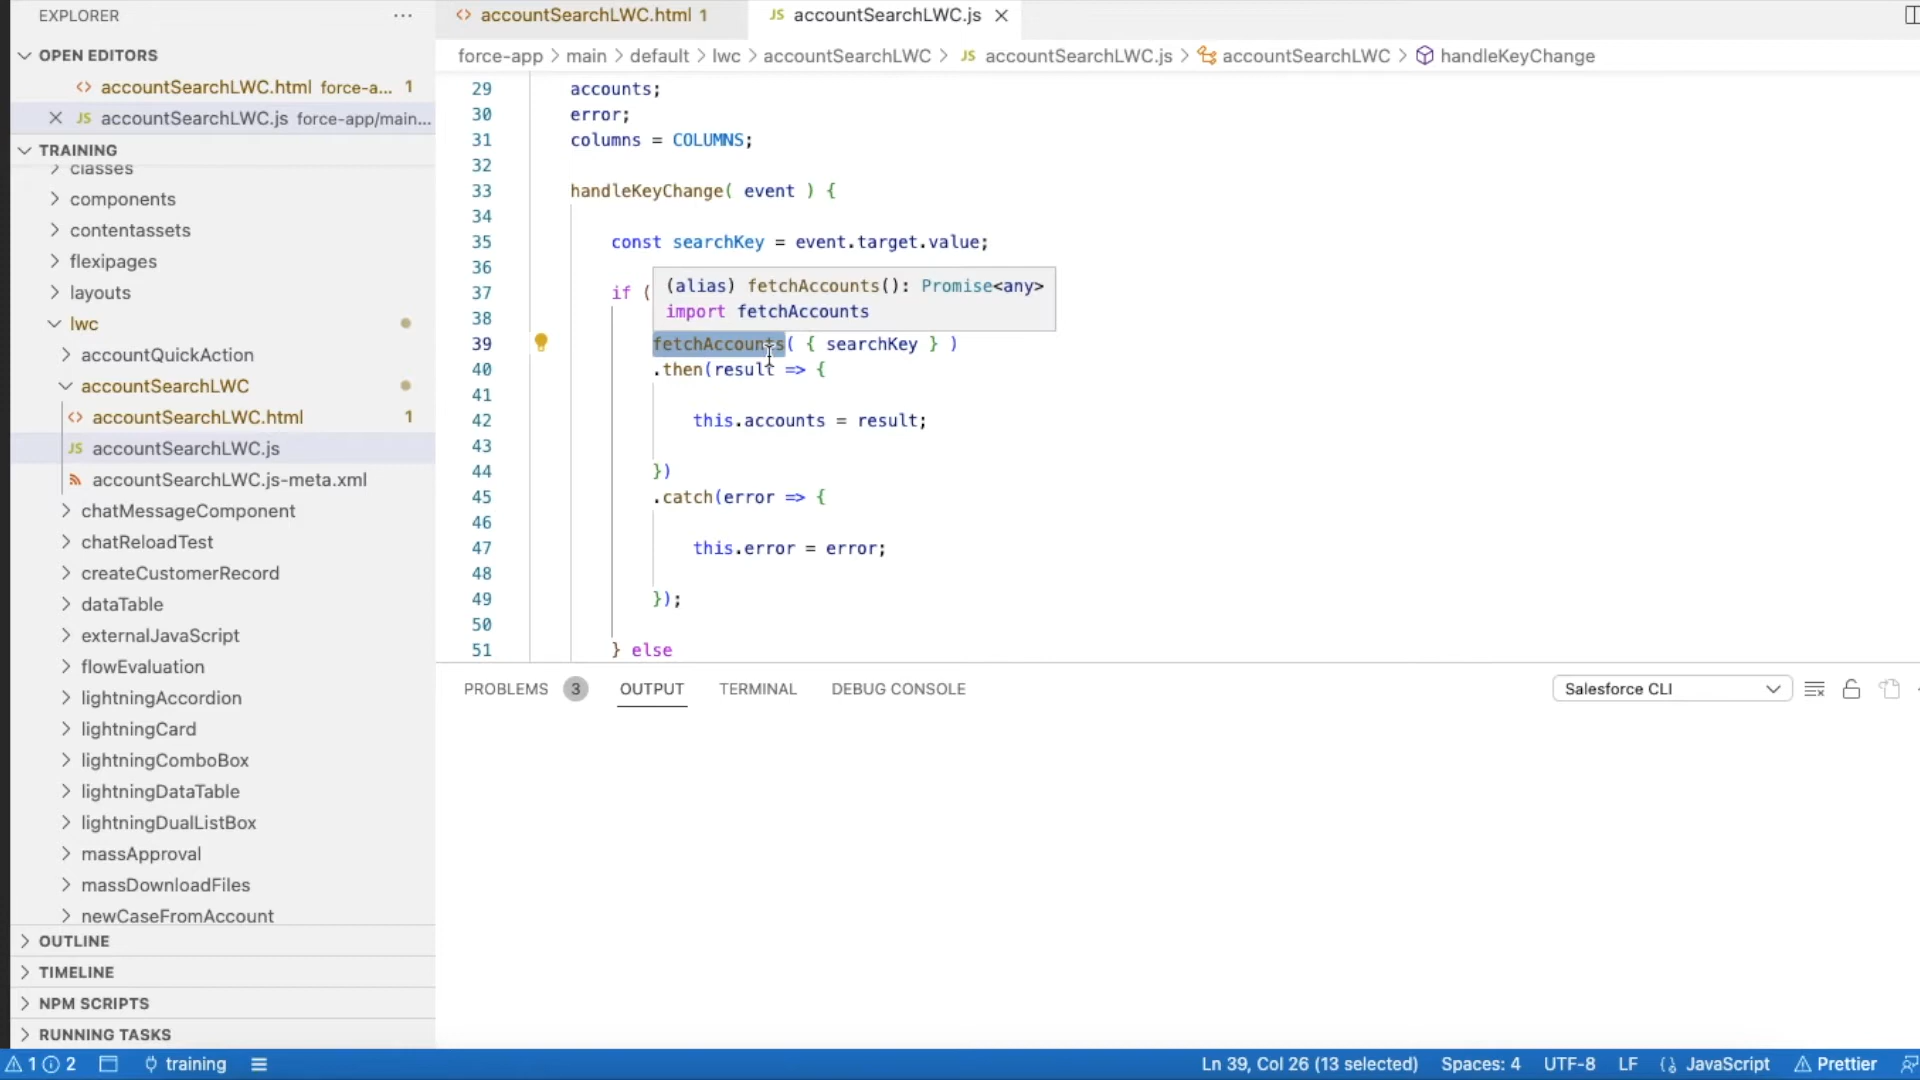 EXPLORER
OPEN EDITORS
accountSearchLWC.html force-a... 1
accountSearchLWC.js force-app/main...
TRAINING
classes
components
contentassets
flexipages
layouts
lwc
accountQuickAction
accountSearchLWC
accountSearchLWC.html 1
accountSearchLWC.js
accountSearchLWC.js-meta.xml
chatMessageComponent
chatReloadTest
createCustomerRecord
dataTable
externalJavaScript
flowEvaluation
lightningAccordion
lightningCard
lightningComboBox
lightningDataTable
lightningDualListBox
massApproval
massDownloadFiles
newCaseFromAccount
OUTLINE
TIMELINE
NPM SCRIPTS
RUNNING TASKS
accountSearchLWC.html 1
JS accountSearchLWC.js
force-app > main > default > lwc > accountSearchLWC > JS accountSearchLWC.js > accountSearchLWC > handleKeyChange
29 accounts;
30 error;
31 columns = COLUMNS;
32
33 handleKeyChange( event ) {
34
35 const searchKey = event.target.value;
36
37 if (
(alias) fetchAccounts(): Promise<any>
import fetchAccounts
38
39 fetchAccounts( { searchKey } )
40 .then(result => {
41
42 this.accounts = result;
43
44 })
45 .catch(error => {
46
47 this.error = error;
48
49 });
50
51 } else
PROBLEMS 3 OUTPUT TERMINAL DEBUG CONSOLE
Salesforce CLI
1 2 training
Ln 39, Col 26 (13 selected) Spaces: 4 UTF-8 LF {} JavaScript Prettier